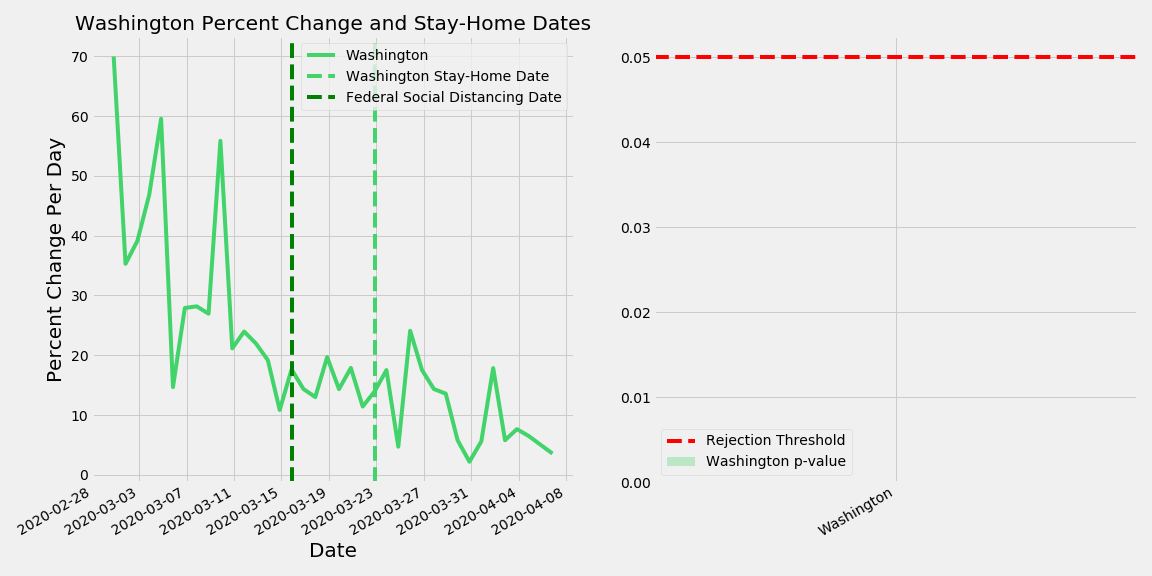 Washington Percent Change and Stay-Home Dates
Washington
Washington Stay-Home Date
Federal Social Distancing Date
Percent Change Per Day
70
60
50
40
30
20
10
0
2020-02-28
2020-03-03
2020-03-07
2020-03-11
2020-03-15
2020-03-19
2020-03-23
2020-03-27
2020-03-31
2020-04-04
2020-04-08
Date
0.05
0.04
0.03
0.02
0.01
0.00
Rejection Threshold
Washington p-value
Washington